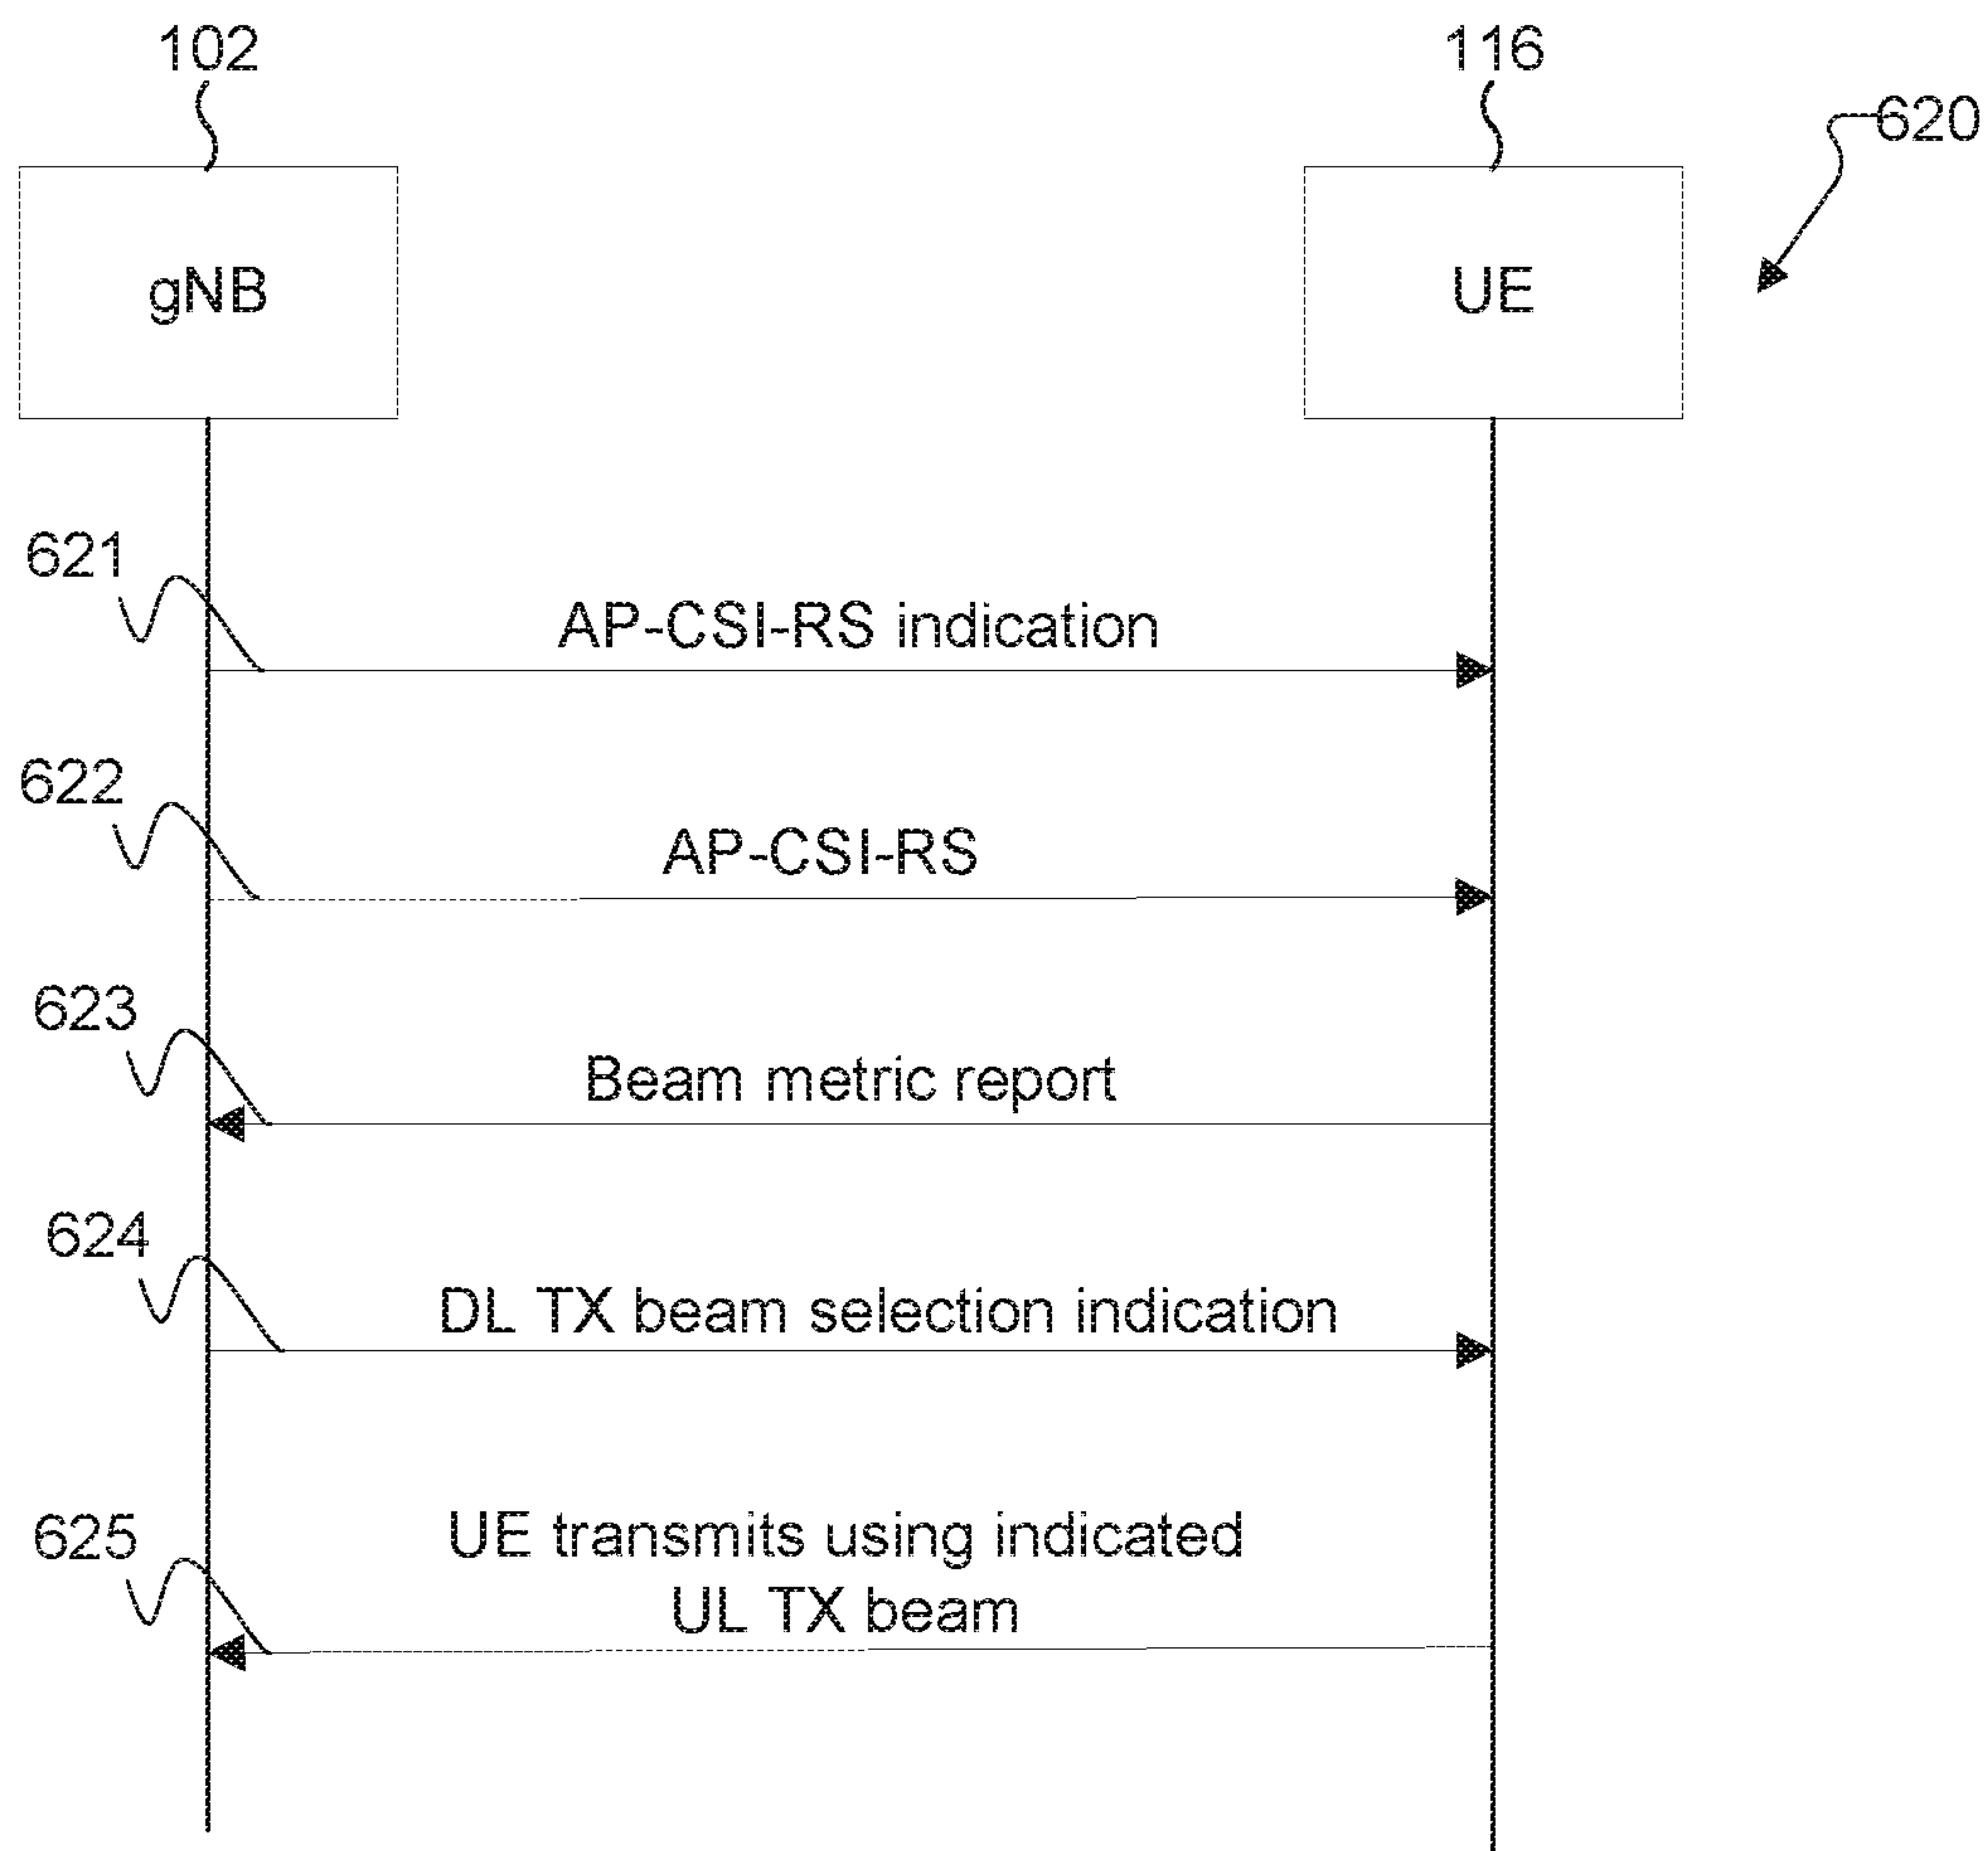 102
116
620
gNB
UE
621
AP-CSI-RS indication
622
AP-CSI-RS
623
Beam metric report
624
DL TX beam selection indication
625
UE transmits using indicated
UL TX beam